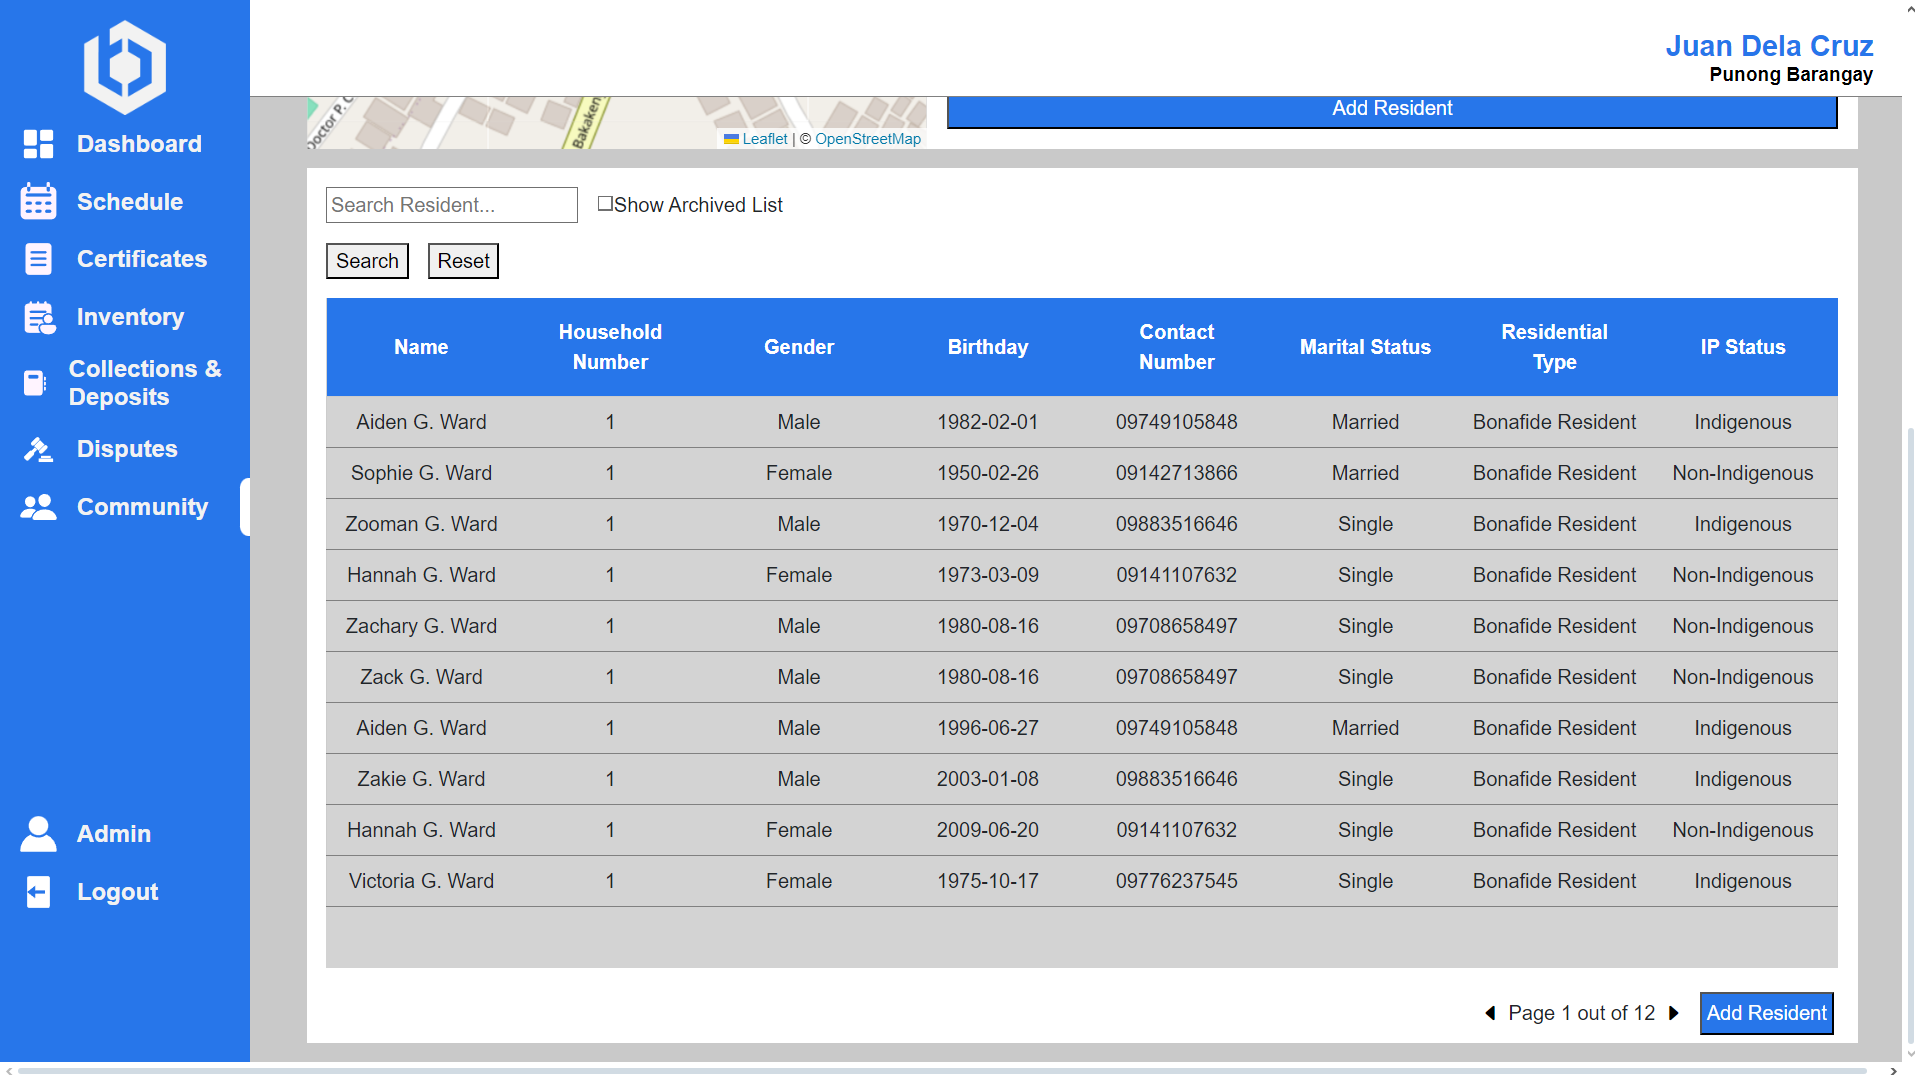 Juan Dela Cruz
Punong Barangay
Dashboard
Schedule
Certificates
Inventory
Collections &
Deposits
Disputes
Community
Admin
Logout
Doctor P. C
Bakaken
Leaflet | © OpenStreetMap
Add Resident
Search Resident...
Show Archived List
Search Reset
Name Household Number Gender Birthday Contact Number Marital Status Residential Type IP Status
Aiden G. Ward 1 Male 1982-02-01 09749105848 Married Bonafide Resident Indigenous
Sophie G. Ward 1 Female 1950-02-26 09142713866 Married Bonafide Resident Non-Indigenous
Zooman G. Ward 1 Male 1970-12-04 09883516646 Single Bonafide Resident Indigenous
Hannah G. Ward 1 Female 1973-03-09 09141107632 Single Bonafide Resident Non-Indigenous
Zachary G. Ward 1 Male 1980-08-16 09708658497 Single Bonafide Resident Non-Indigenous
Zack G. Ward 1 Male 1980-08-16 09708658497 Single Bonafide Resident Non-Indigenous
Aiden G. Ward 1 Male 1996-06-27 09749105848 Married Bonafide Resident Indigenous
Zakie G. Ward 1 Male 2003-01-08 09883516646 Single Bonafide Resident Indigenous
Hannah G. Ward 1 Female 2009-06-20 09141107632 Single Bonafide Resident Non-Indigenous
Victoria G. Ward 1 Female 1975-10-17 09776237545 Single Bonafide Resident Indigenous
Page 1 out of 12
Add Resident